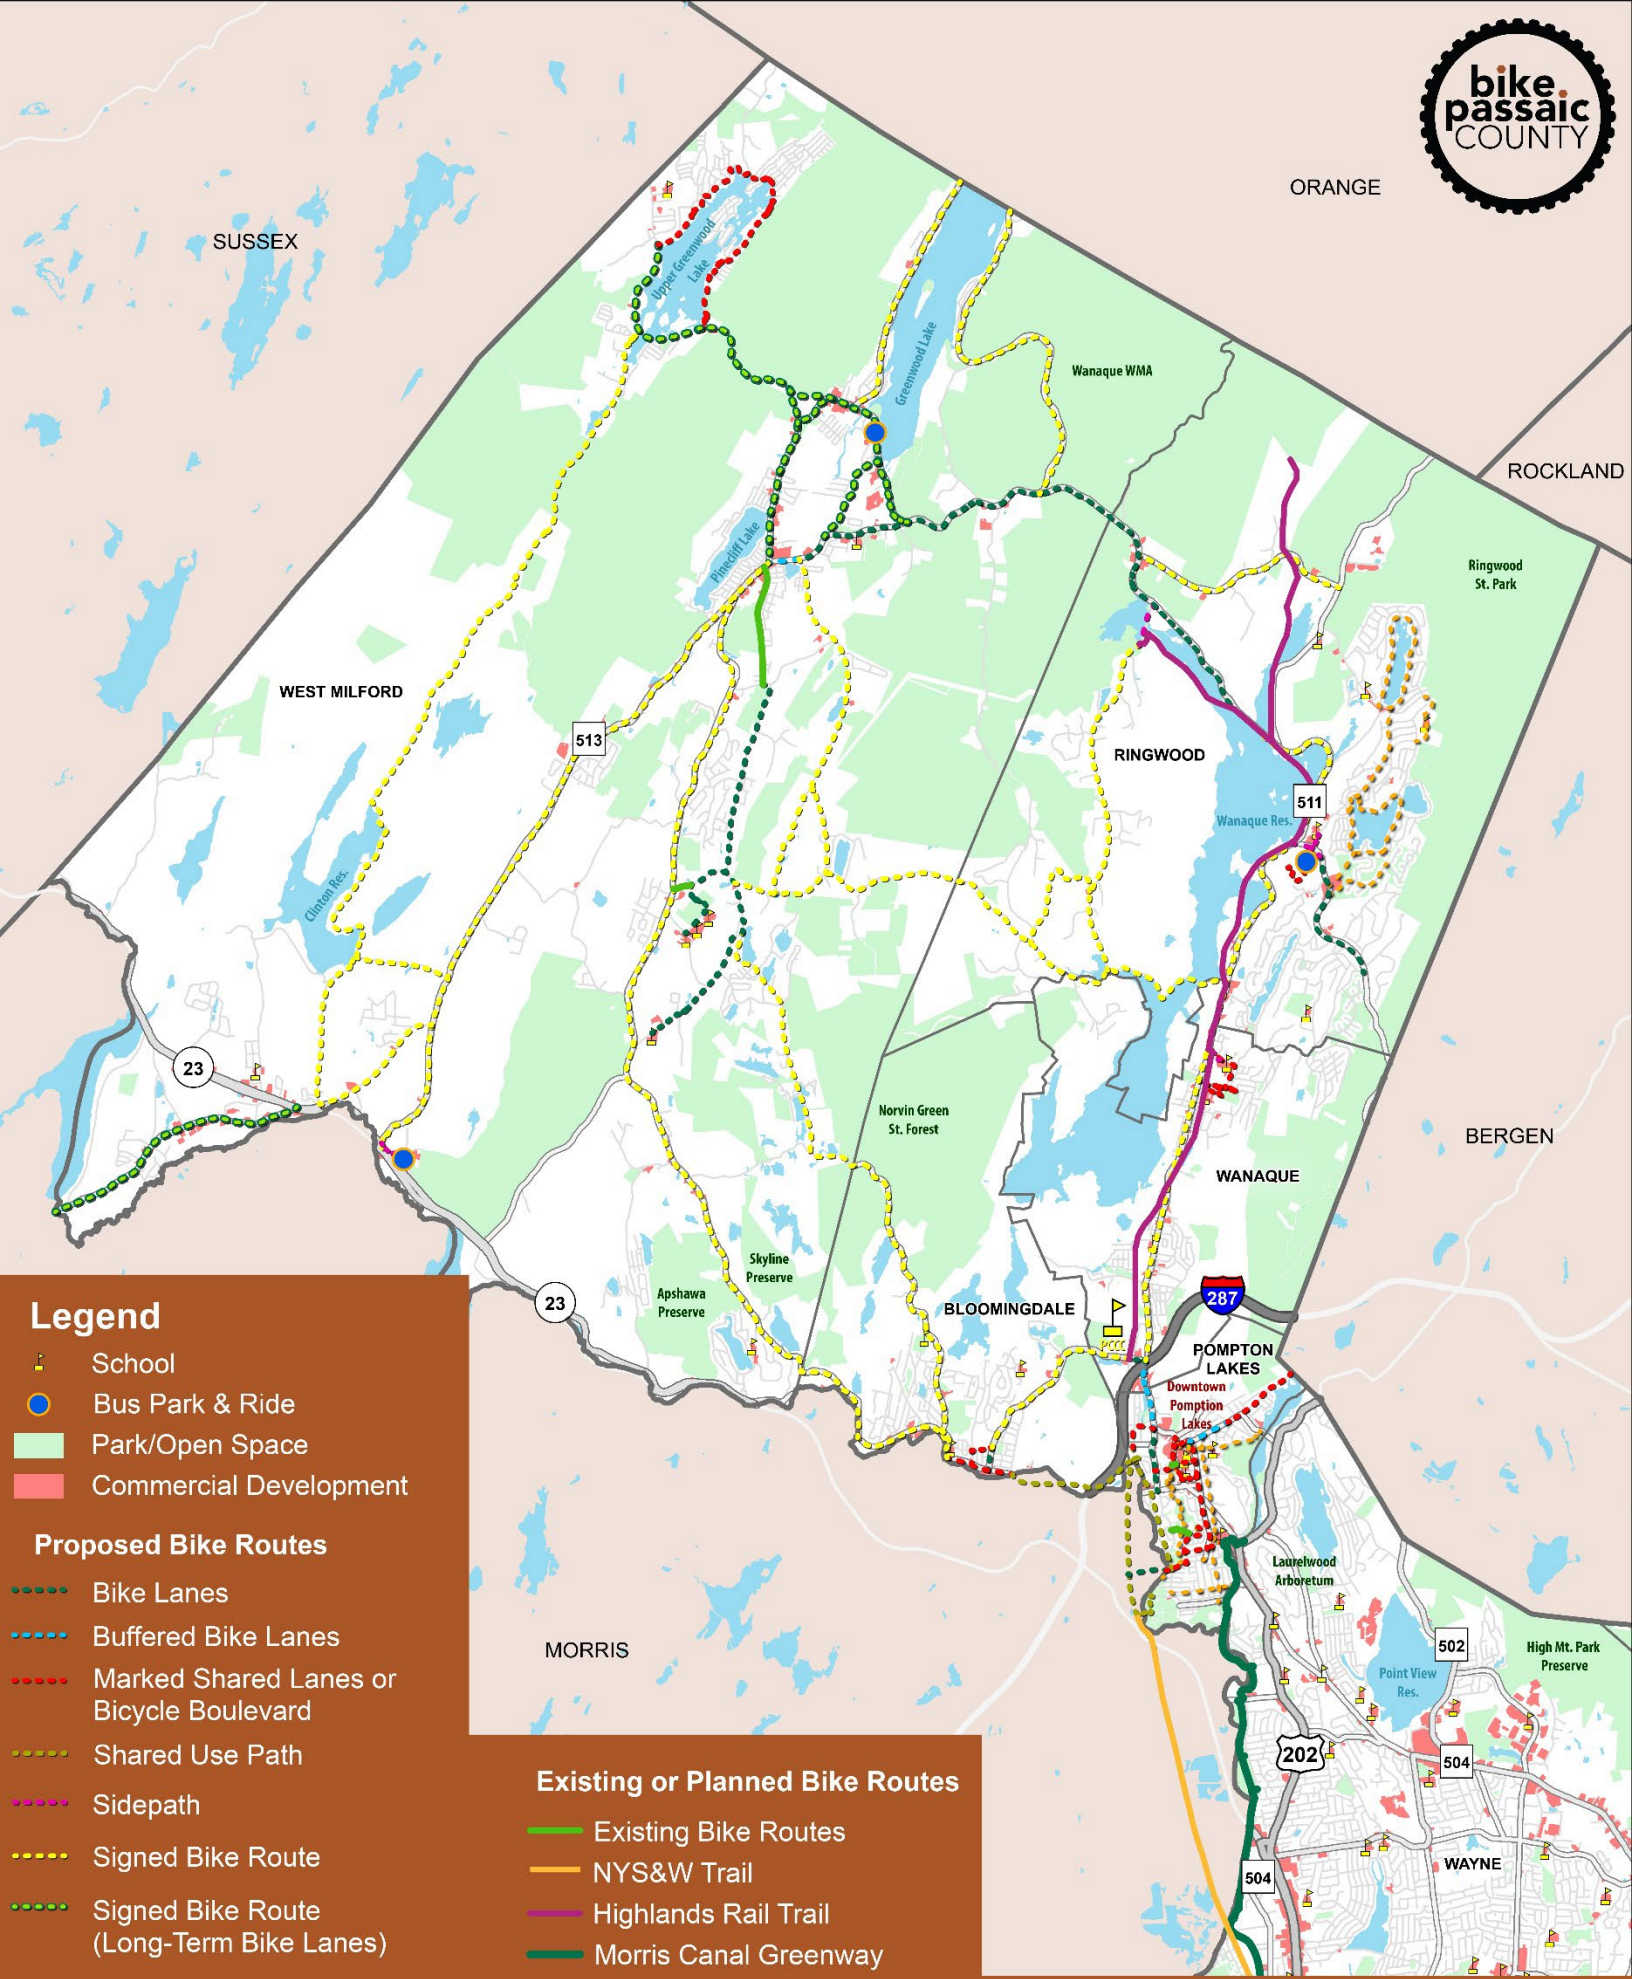 bike
passaic
COUNTY
ORANGE
SUSSEX
Upper Greenwood
Lake
Greenwood Lake
Wanaque WMA
ROCKLAND
Pinecliff Lake
Ringwood
St. Park
WEST MILFORD
513
RINGWOOD
511
Wanaque Res.
Clinton Res.
23
Norvin Green
St. Forest
BERGEN
WANAQUE
Skyline
Preserve
Apshawa
Preserve
23
BLOOMINGDALE
287
PCCC
POMPTON
LAKES
Downtown
Pomption
Lakes
Laurelwood
Arboretum
MORRIS
502
High Mt. Park
Preserve
Point View
Res.
202
504
WAYNE
504
Legend
School
Bus Park & Ride
Park/Open Space
Commercial Development
Proposed Bike Routes
Bike Lanes
Buffered Bike Lanes
Marked Shared Lanes or
Bicycle Boulevard
Shared Use Path
Sidepath
Signed Bike Route
Signed Bike Route
(Long-Term Bike Lanes)
Existing or Planned Bike Routes
Existing Bike Routes
NYS&W Trail
Highlands Rail Trail
Morris Canal Greenway